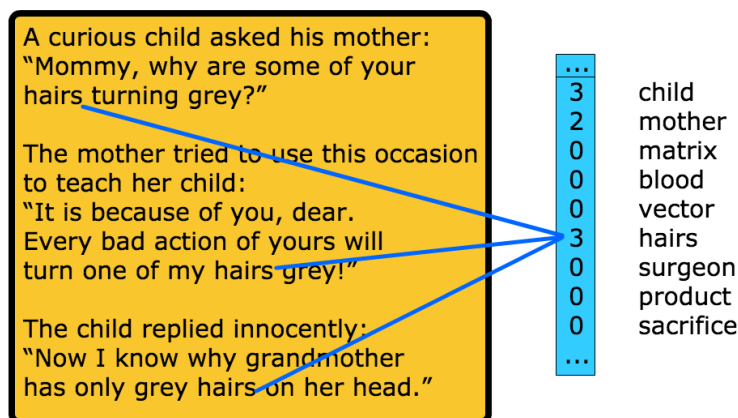 A curious child asked his mother:
“Mommy, why are some of your
hairs turning grey?”
The mother tried to use this occasion
to teach her child:
“It is because of you, dear.
Every bad action of yours will
turn one of my hairs grey!”
The child replied innocently:
“Now I know why grandmother
has only grey hairs on her head.”
...
3 child
2 mother
0 matrix
0 blood
0 vector
3 hairs
0 surgeon
0 product
0 sacrifice
...